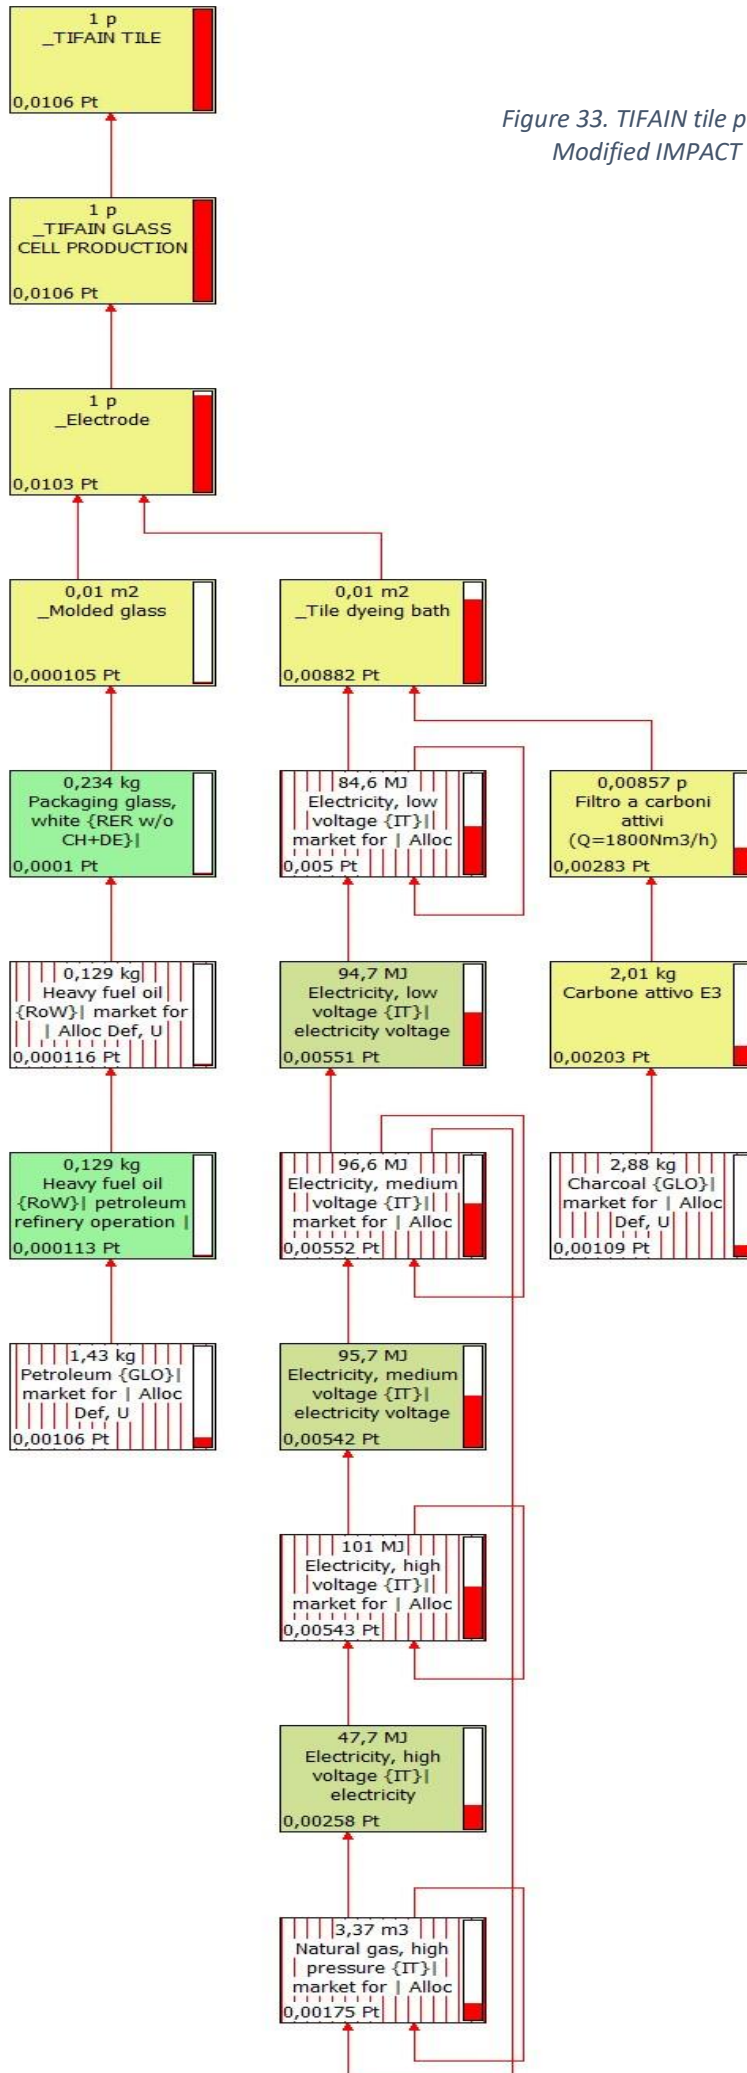 1 p
_TIFAIN TILE
0,0106 Pt
Figure 33. TIFAIN tile p
Modified IMPACT
1 p
_TIFAIN GLASS
CELL PRODUCTION
0,0106 Pt
1 p
_Electrode
0,0103 Pt
0,01 m2
_Molded glass
0,000105 Pt
0,01 m2
_Tile dyeing bath
0,00882 Pt
0,234 kg
Packaging glass,
white {RER w/o
CH+DE}|
0,0001 Pt
84,6 MJ
Electricity, low
voltage {IT}|
market for | Alloc
0,005 Pt
0,00857 p
Filtro a carboni
attivi
(Q=1800Nm3/h)
0,00283 Pt
0,129 kg
Heavy fuel oil
{RoW}| market for
| Alloc Def, U
0,000116 Pt
94,7 MJ
Electricity, low
voltage {IT}|
electricity voltage
0,00551 Pt
2,01 kg
Carbone attivo E3
0,00203 Pt
0,129 kg
Heavy fuel oil
{RoW}| petroleum
refinery operation |
0,000113 Pt
96,6 MJ
Electricity, medium
voltage {IT}|
market for | Alloc
0,00552 Pt
2,88 kg
Charcoal {GLO}|
market for | Alloc
Def, U
0,00109 Pt
1,43 kg
Petroleum {GLO}|
market for | Alloc
Def, U
0,00106 Pt
95,7 MJ
Electricity, medium
voltage {IT}|
electricity voltage
0,00542 Pt
101 MJ
Electricity, high
voltage {IT}|
market for | Alloc
0,00543 Pt
47,7 MJ
Electricity, high
voltage {IT}|
electricity
0,00258 Pt
3,37 m3
Natural gas, high
pressure {IT}|
market for | Alloc
0,00175 Pt